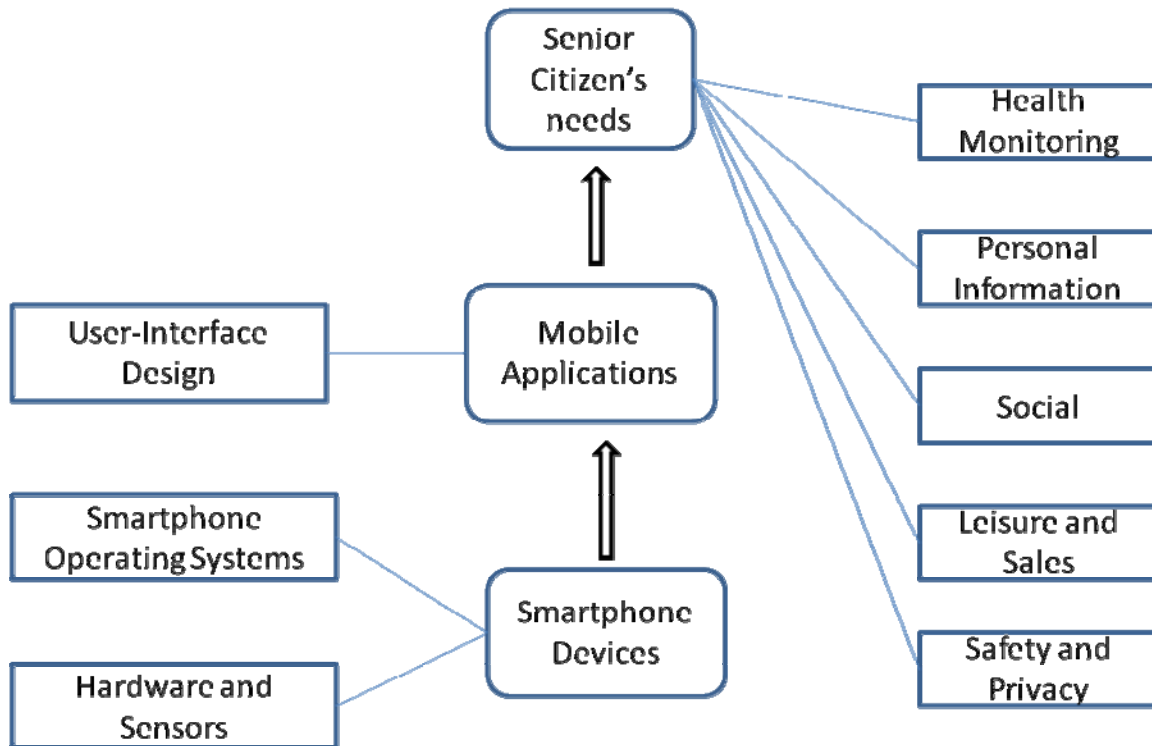 Senior
Citizen's
needs
Health
Monitoring
Personal
Information
User-Interface
Design
Mobile
Applications
Social
Smartphone
Operating Systems
Leisure and
Sales
Smartphone
Devices
Safety and
Privacy
Hardware and
Sensors